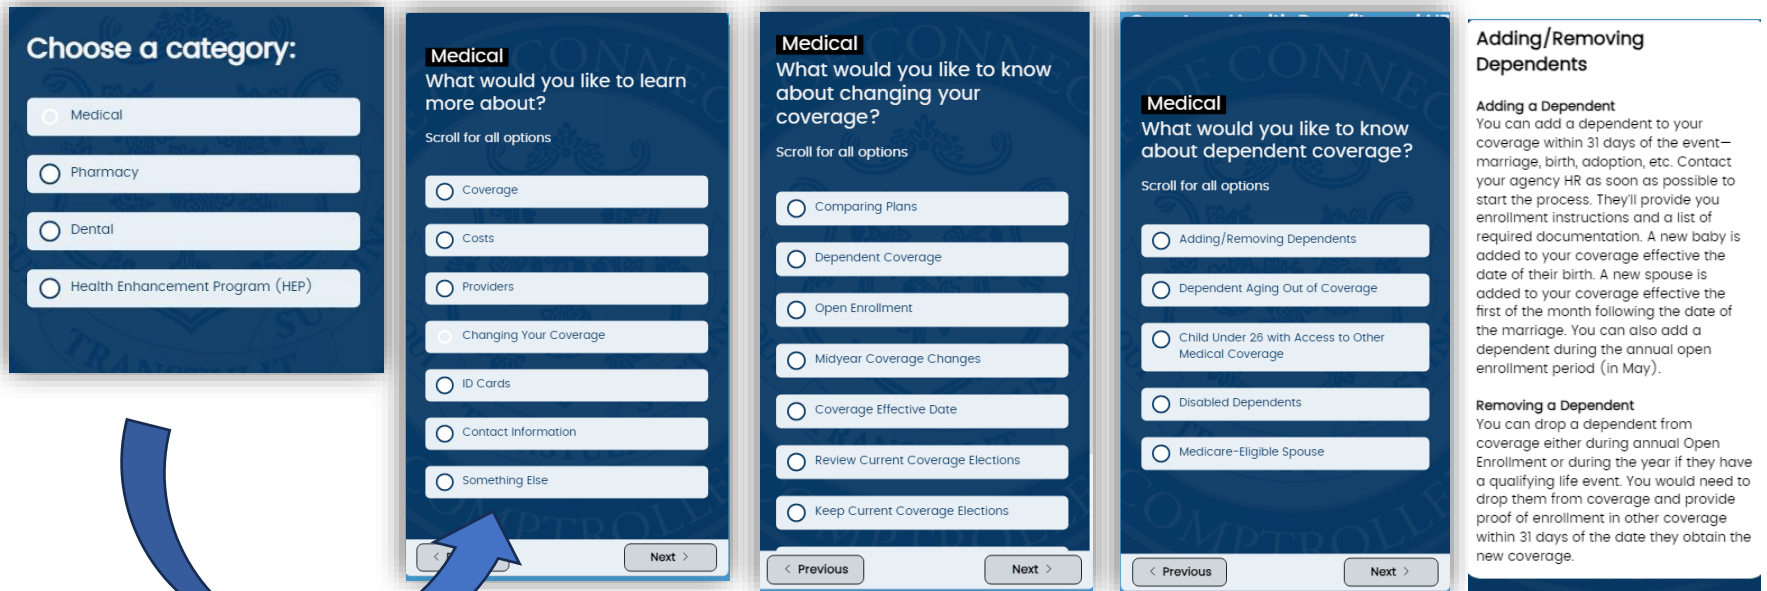 Choose a category:
Medical
Pharmacy
Dental
Health Enhancement Program (HEP)
Medical
What would you like to learn
more about?
Scroll for all options
Coverage
Costs
Providers
Changing Your Coverage
ID Cards
Contact Information
Something Else
Next >
Medical
What would you like to know
about changing your
coverage?
Scroll for all options
Comparing Plans
Dependent Coverage
Open Enrollment
Midyear Coverage Changes
Coverage Effective Date
Review Current Coverage Elections
Keep Current Coverage Elections
< Previous
Next >
Medical
What would you like to know
about dependent coverage?
Scroll for all options
Adding/Removing Dependents
Dependent Aging Out of Coverage
Child Under 26 with Access to Other
Medical Coverage
Disabled Dependents
Medicare-Eligible Spouse
< Previous
Next >
Adding/Removing
Dependents
Adding a Dependent
You can add a dependent to your
coverage within 31 days of the event—
marriage, birth, adoption, etc. Contact
your agency HR as soon as possible to
start the process. They'll provide you
enrollment instructions and a list of
required documentation. A new baby is
added to your coverage effective the
date of their birth. A new spouse is
added to your coverage effective the
first of the month following the date of
the marriage. You can also add a
dependent during the annual open
enrollment period (in May).
Removing a Dependent
You can drop a dependent from
coverage either during annual Open
Enrollment or during the year if they have
a qualifying life event. You would need to
drop them from coverage and provide
proof of enrollment in other coverage
within 31 days of the date they obtain the
new coverage.